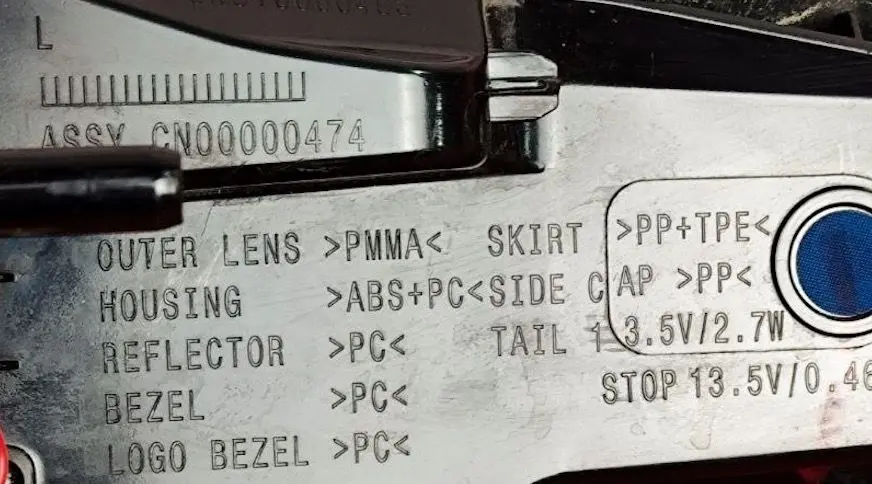 L
ASSY CN00000474
OUTER LENS >PMMA< SKIRT >PP+TPE<
HOUSING >ABS+PC< SIDE CAP >PP<
REFLECTOR >PC< TAIL 13.5V/2.7W
BEZEL >PC< STOP 13.5V/0.46
LOGO BEZEL >PC<